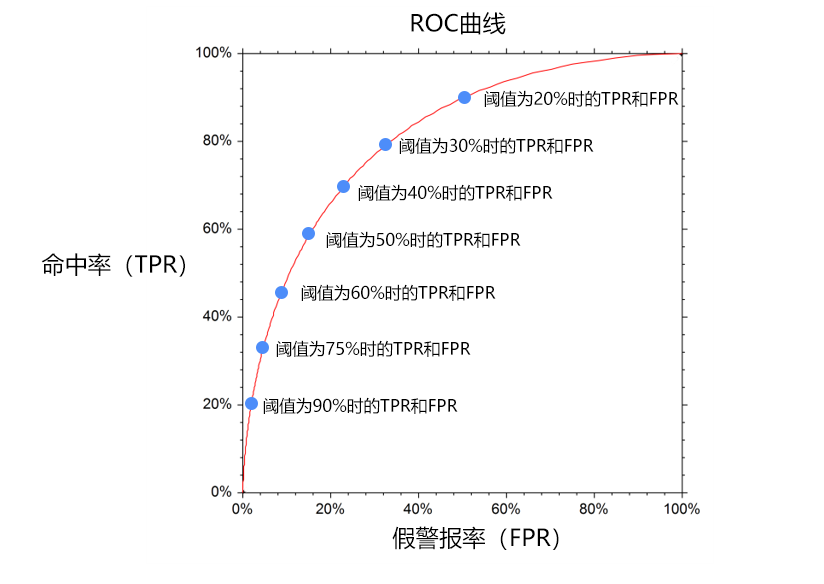 ROC曲线
100%
阈值为20%时的TPR和FPR
80%
阈值为30%时的TPR和FPR
阈值为40%时的TPR和FPR
60%
阈值为50%时的TPR和FPR
命中率（TPR）
阈值为60%时的TPR和FPR
40%
阈值为75%时的TPR和FPR
20%
阈值为90%时的TPR和FPR
0%
0% 20% 40% 60% 80% 100%
假警报率（FPR）